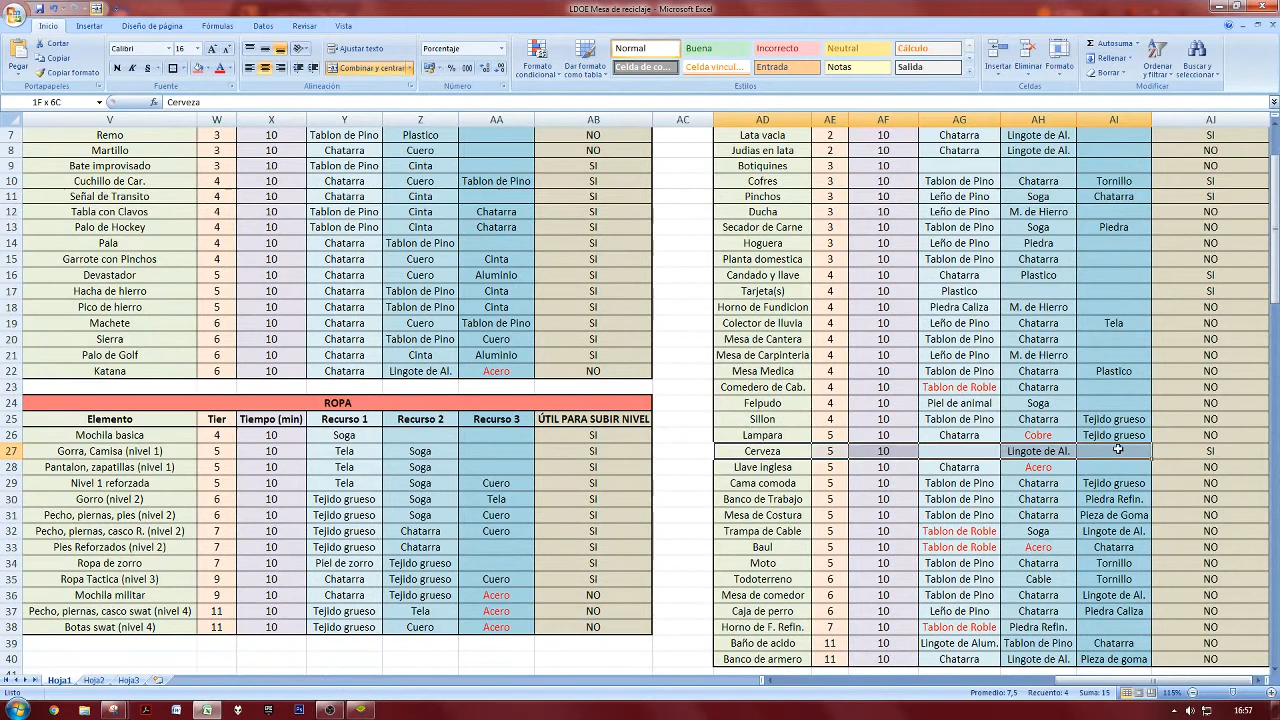 LDOE Mesa de reciclaje - Microsoft Excel
Inicio Insertar Diseño de página Fórmulas Datos Revisar Vista
Pegar Cortar Copiar Copiar formato Portapapeles
Calibri 16 N K S Fuente
Ajustar texto Combinar y centrar Alineación
Porcentaje % 000 Número
Formato condicional Dar formato como tabla
Normal Buena Incorrecto Neutral Cálculo
Celda de co... Celda vincul... Entrada Notas Salida
Estilos
Insertar Eliminar Formato Celdas
Autosuma Rellenar Borrar Ordenar y filtrar Buscar y seleccionar Modificar
1F x 6C fx Cerveza
V W X Y Z AA AB AC AD AE AF AG AH AI AJ
7 Remo 3 10 Tablon de Pino Plastico NO Lata vacia 2 10 Chatarra Lingote de Al. SI
8 Martillo 3 10 Chatarra Cuero NO Judias en lata 2 10 Chatarra Lingote de Al. NO
9 Bate improvisado 3 10 Tablon de Pino Cinta SI Botiquines 3 10 NO
10 Cuchillo de Car. 4 10 Chatarra Cuero Tablon de Pino SI Cofres 3 10 Tablon de Pino Chatarra Tornillo SI
11 Señal de Transito 4 10 Chatarra Cinta SI Pinchos 3 10 Leño de Pino Soga Chatarra SI
12 Tabla con Clavos 4 10 Tablon de Pino Cinta Chatarra SI Ducha 3 10 Leño de Pino M. de Hierro NO
13 Palo de Hockey 4 10 Tablon de Pino Cinta Chatarra SI Secador de Carne 3 10 Tablon de Pino Soga Piedra NO
14 Pala 4 10 Chatarra Tablon de Pino SI Hoguera 3 10 Leño de Pino Piedra NO
15 Garrote con Pinchos 4 10 Chatarra Cuero Cinta SI Planta domestica 3 10 Tablon de Pino Chatarra NO
16 Devastador 5 10 Chatarra Cuero Aluminio SI Candado y llave 4 10 Chatarra Plastico SI
17 Hacha de hierro 5 10 Chatarra Tablon de Pino Cinta SI Tarjeta(s) 4 10 Plastico SI
18 Pico de hierro 5 10 Chatarra Tablon de Pino Cinta SI Horno de Fundicion 4 10 Piedra Caliza M. de Hierro NO
19 Machete 6 10 Chatarra Cuero Tablon de Pino SI Colector de lluvia 4 10 Leño de Pino Chatarra Tela NO
20 Sierra 6 10 Chatarra Tablon de Pino Cuero SI Mesa de Cantera 4 10 Tablon de Pino Chatarra NO
21 Palo de Golf 6 10 Chatarra Cinta Aluminio SI Mesa de Carpinteria 4 10 Leño de Pino M. de Hierro NO
22 Katana 6 10 Chatarra Lingote de Al. Acero NO Mesa Medica 4 10 Tablon de Pino Chatarra Plastico NO
23 Comedero de Cab. 4 10 Tablon de Roble Chatarra NO
24 ROPA Felpudo 4 10 Piel de animal Soga NO
25 Elemento Tier Tiempo (min) Recurso 1 Recurso 2 Recurso 3 ÚTIL PARA SUBIR NIVEL Sillon 4 10 Tablon de Pino Chatarra Tejido grueso NO
26 Mochila basica 4 10 Soga SI Lampara 5 10 Chatarra Cobre Tejido grueso NO
27 Gorra, Camisa (nivel 1) 5 10 Tela Soga SI Cerveza 5 10 Lingote de Al. SI
28 Pantalon, zapatillas (nivel 1) 5 10 Tela Soga SI Llave inglesa 5 10 Chatarra Acero NO
29 Nivel 1 reforzada 5 10 Tela Soga Cuero SI Cama comoda 5 10 Tablon de Pino Chatarra Tejido grueso NO
30 Gorro (nivel 2) 6 10 Tejido grueso Soga Tela SI Banco de Trabajo 5 10 Tablon de Pino Chatarra Piedra Refin. NO
31 Pecho, piernas, pies (nivel 2) 6 10 Tejido grueso Soga Cuero SI Mesa de Costura 5 10 Tablon de Pino Chatarra Pieza de Goma NO
32 Pecho, piernas, casco R. (nivel 2) 7 10 Tejido grueso Chatarra Cuero SI Trampa de Cable 5 10 Tablon de Roble Soga Lingote de Al. NO
33 Pies Reforzados (nivel 2) 7 10 Tejido grueso Chatarra SI Baul 5 10 Tablon de Roble Acero Chatarra NO
34 Ropa de zorro 7 10 Piel de zorro Tejido grueso SI Moto 5 10 Tablon de Pino Chatarra Tornillo NO
35 Ropa Tactica (nivel 3) 9 10 Chatarra Tejido grueso Cuero SI Todoterreno 6 10 Tablon de Pino Cable Tornillo NO
36 Mochila militar 9 10 Chatarra Tejido grueso Acero NO Mesa de comedor 6 10 Tablon de Pino Chatarra Lingote de Al. NO
37 Pecho, piernas, casco swat (nivel 4) 11 10 Tejido grueso Tela Acero NO Caja de perro 6 10 Leño de Pino Chatarra Piedra Caliza NO
38 Botas swat (nivel 4) 11 10 Tejido grueso Cuero Acero NO Horno de F. Refin. 7 10 Tablon de Roble Piedra Refin. NO
39 Baño de acido 11 10 Lingote de Alum. Tablon de Pino Chatarra NO
40 Banco de armero 11 10 Chatarra Lingote de Al. Pieza de goma NO
Hoja1 Hoja2 Hoja3
Listo Promedio: 7,5 Recuento: 4 Suma: 15 115%
16:57